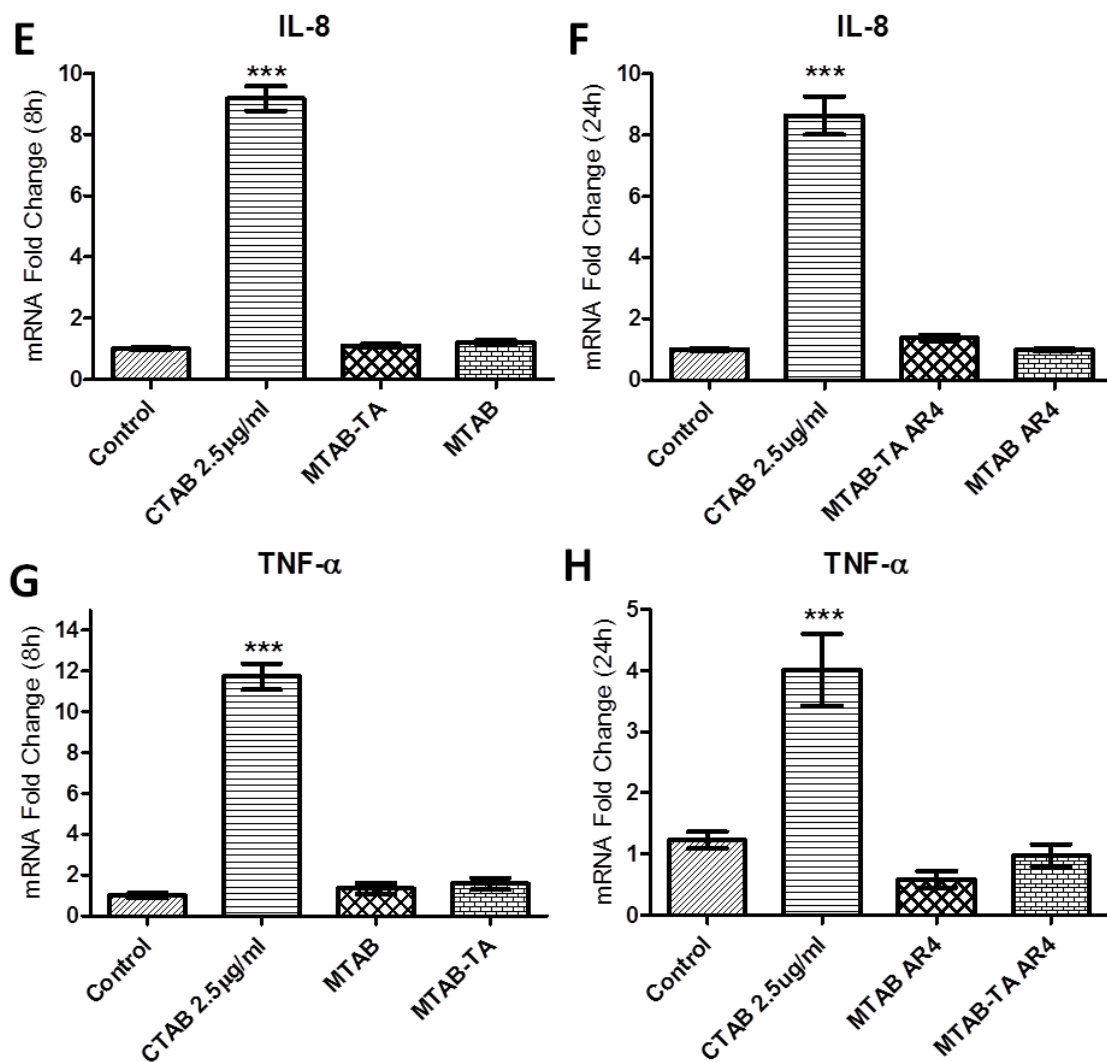 E
IL-8
mRNA Fold Change (8h)
10
8
6
4
2
0
***
Control
CTAB 2.5µg/ml
MTAB-TA
MTAB
F
IL-8
mRNA Fold Change (24h)
10
8
6
4
2
0
***
Control
CTAB 2.5µg/ml
MTAB-TA AR4
MTAB AR4
G
TNF-α
mRNA Fold Change (8h)
14
12
10
8
6
4
2
0
***
Control
CTAB 2.5µg/ml
MTAB
MTAB-TA
H
TNF-α
mRNA Fold Change (24h)
5
4
3
2
1
0
***
Control
CTAB 2.5ug/ml
MTAB AR4
MTAB-TA AR4